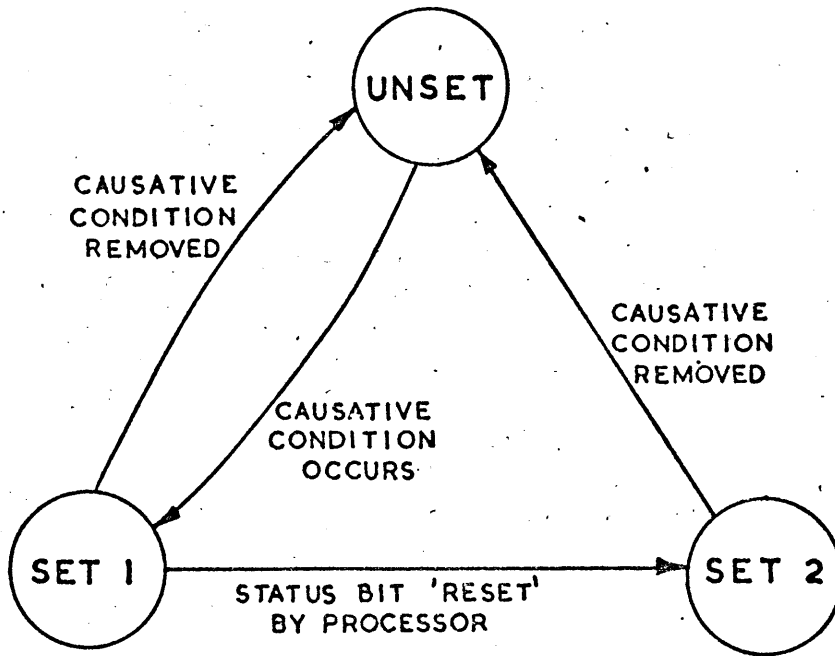 UNSET
CAUSATIVE
CONDITION
REMOVED
CAUSATIVE
CONDITION
OCCURS
CAUSATIVE
CONDITION
REMOVED
SET 1
STATUS BIT 'RESET'
BY PROCESSOR
SET 2